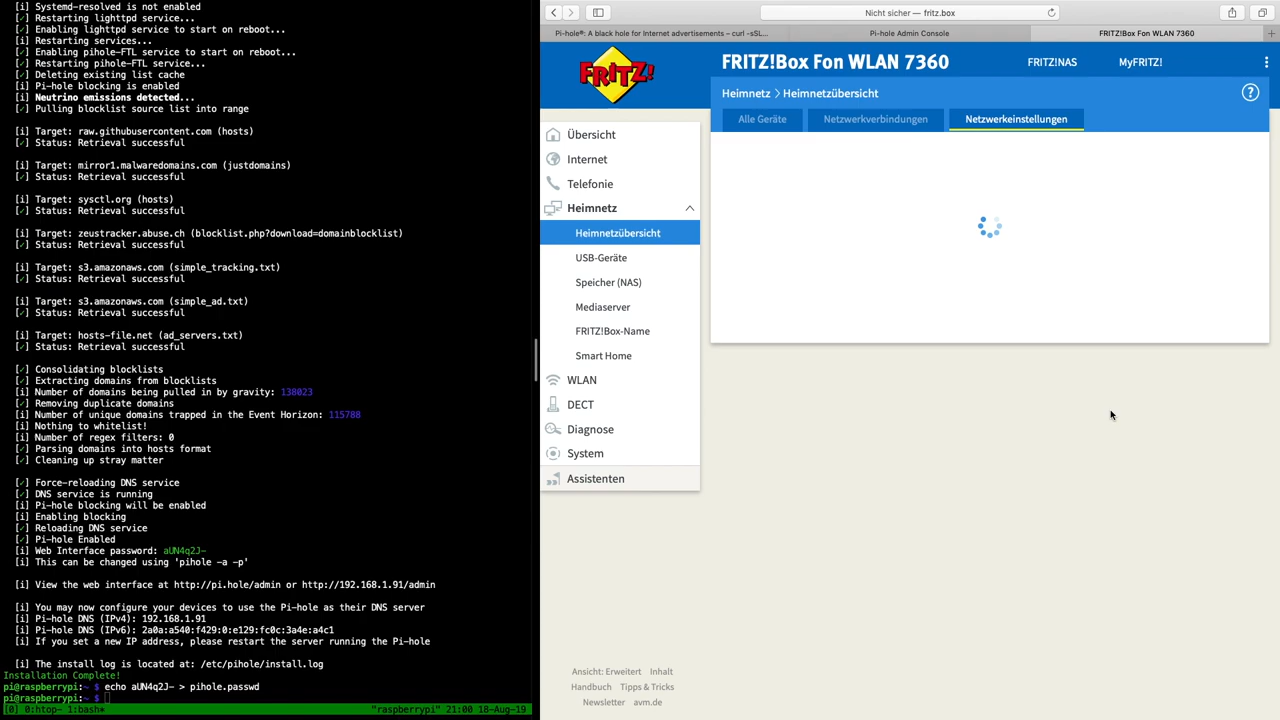 [i] Systemd-resolved is not enabled
[✓] Restarting lighttpd service...
[✓] Enabling lighttpd service to start on reboot...
[i] Restarting services...
[✓] Enabling pihole-FTL service to start on reboot...
[✓] Restarting pihole-FTL service...
[✓] Deleting existing list cache
[i] Pi-hole blocking is enabled
[i] Neutrino emissions detected...
[✓] Pulling blocklist source list into range
[i] Target: raw.githubusercontent.com (hosts)
[✓] Status: Retrieval successful
[i] Target: mirror1.malwaredomains.com (justdomains)
[✓] Status: Retrieval successful
[i] Target: sysctl.org (hosts)
[✓] Status: Retrieval successful
[i] Target: zeustracker.abuse.ch (blocklist.php?download=domainblocklist)
[✓] Status: Retrieval successful
[i] Target: s3.amazonaws.com (simple_tracking.txt)
[✓] Status: Retrieval successful
[i] Target: s3.amazonaws.com (simple_ad.txt)
[✓] Status: Retrieval successful
[i] Target: hosts-file.net (ad_servers.txt)
[✓] Status: Retrieval successful
[✓] Consolidating blocklists
[✓] Extracting domains from blocklists
[i] Number of domains being pulled in by gravity: 138023
[✓] Removing duplicate domains
[i] Number of unique domains trapped in the Event Horizon: 115788
[i] Nothing to whitelist!
[i] Number of regex filters: 0
[✓] Parsing domains into hosts format
[✓] Cleaning up stray matter
[✓] Force-reloading DNS service
[✓] DNS service is running
[i] Pi-hole blocking will be enabled
[i] Enabling blocking
[✓] Reloading DNS service
[✓] Pi-hole Enabled
[i] Web Interface password: aUN4q2J-
[i] This can be changed using 'pihole -a -p'
[i] View the web interface at http://pi.hole/admin or http://192.168.1.91/admin
[i] You may now configure your devices to use the Pi-hole as their DNS server
[i] Pi-hole DNS (IPv4): 192.168.1.91
[i] Pi-hole DNS (IPv6): 2a0a:a540:f429:0:e129:fc0c:3a4e:a4c1
[i] If you set a new IP address, please restart the server running the Pi-hole
[i] The install log is located at: /etc/pihole/install.log
Installation Complete!
pi@raspberrypi:~ $ echo aUN4q2J- > pihole.passwd
pi@raspberrypi:~ $
[0] 0:htop- 1:bash* "raspberrypi" 21:00 18-Aug-19
Nicht sicher — fritz.box
Pi-hole®: A black hole for Internet advertisements – curl -sSL...
Pi-hole Admin Console
FRITZ!Box Fon WLAN 7360
FRITZ!
FRITZ!Box Fon WLAN 7360
FRITZ!NAS
MyFRITZ!
Heimnetz > Heimnetzübersicht
?
Alle Geräte
Netzwerkverbindungen
Netzwerkeinstellungen
Übersicht
Internet
Telefonie
Heimnetz
Heimnetzübersicht
USB-Geräte
Speicher (NAS)
Mediaserver
FRITZ!Box-Name
Smart Home
WLAN
DECT
Diagnose
System
Assistenten
Ansicht: Erweitert Inhalt
Handbuch Tipps & Tricks
Newsletter avm.de